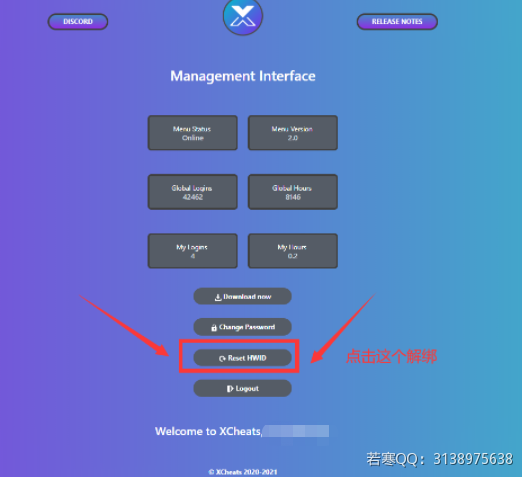 DISCORD
RELEASE NOTES
Management Interface
Menu Status
Online
Menu Version
2.0
Global Logins
42462
Global Hours
8146
My Logins
4
My Hours
0.2
Download now
Change Password
Reset HWID
点击这个解绑
Logout
Welcome to XCheats,
若寒QQ：3138975638
© XCheats 2020-2021